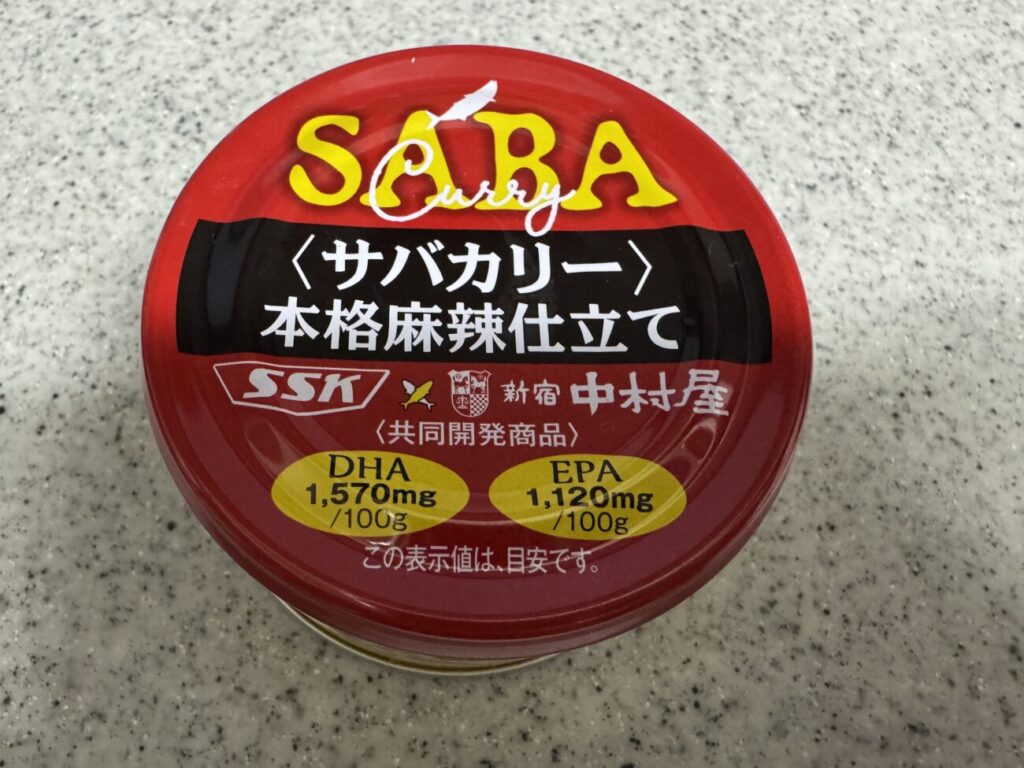 SABA
Curry
〈サバカリー〉
本格麻辣仕立て
SSK 新宿 中村屋
〈共同開発商品〉
DHA EPA
1,570mg 1,120mg
/100g /100g
この表示値は、目安です。